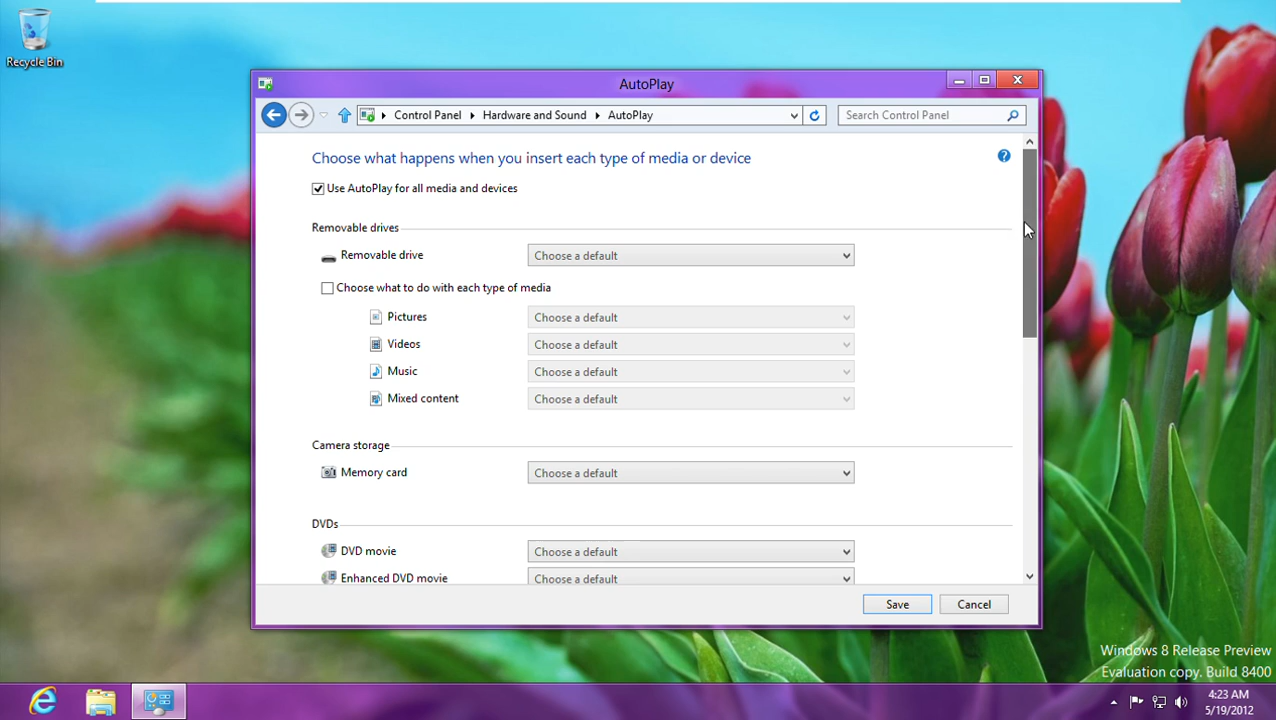 Recycle Bin
AutoPlay
Control Panel Hardware and Sound AutoPlay
Search Control Panel
Choose what happens when you insert each type of media or device
Use AutoPlay for all media and devices
Removable drives
Removable drive Choose a default
Choose what to do with each type of media
Pictures Choose a default
Videos Choose a default
Music Choose a default
Mixed content Choose a default
Camera storage
Memory card Choose a default
DVDs
DVD movie Choose a default
Enhanced DVD movie Choose a default
Save Cancel
Windows 8 Release Preview
Evaluation copy. Build 8400
4:23 AM
5/19/2012